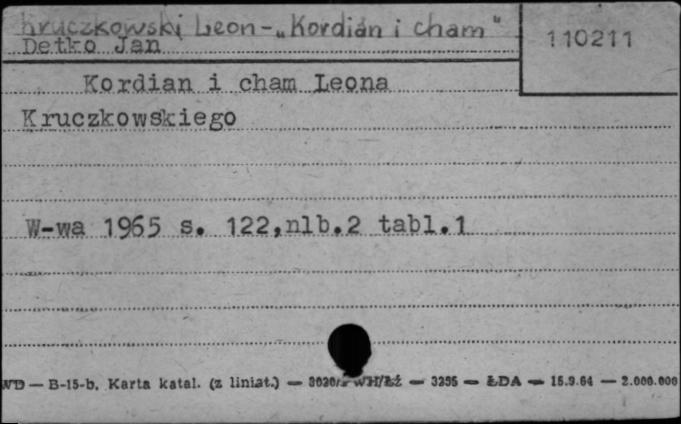 Kruczkowski Leon - „Kordian i cham"
Detko Jan
110211
Kordian i cham Leona
Kruczkowskiego
W-wa 1965 s. 122,nlb.2 tabl.1
WD — B-15-b. Karta katal. (z liniat.) — — 3295 — ŁDA — 15.9.64 — 2.000.000